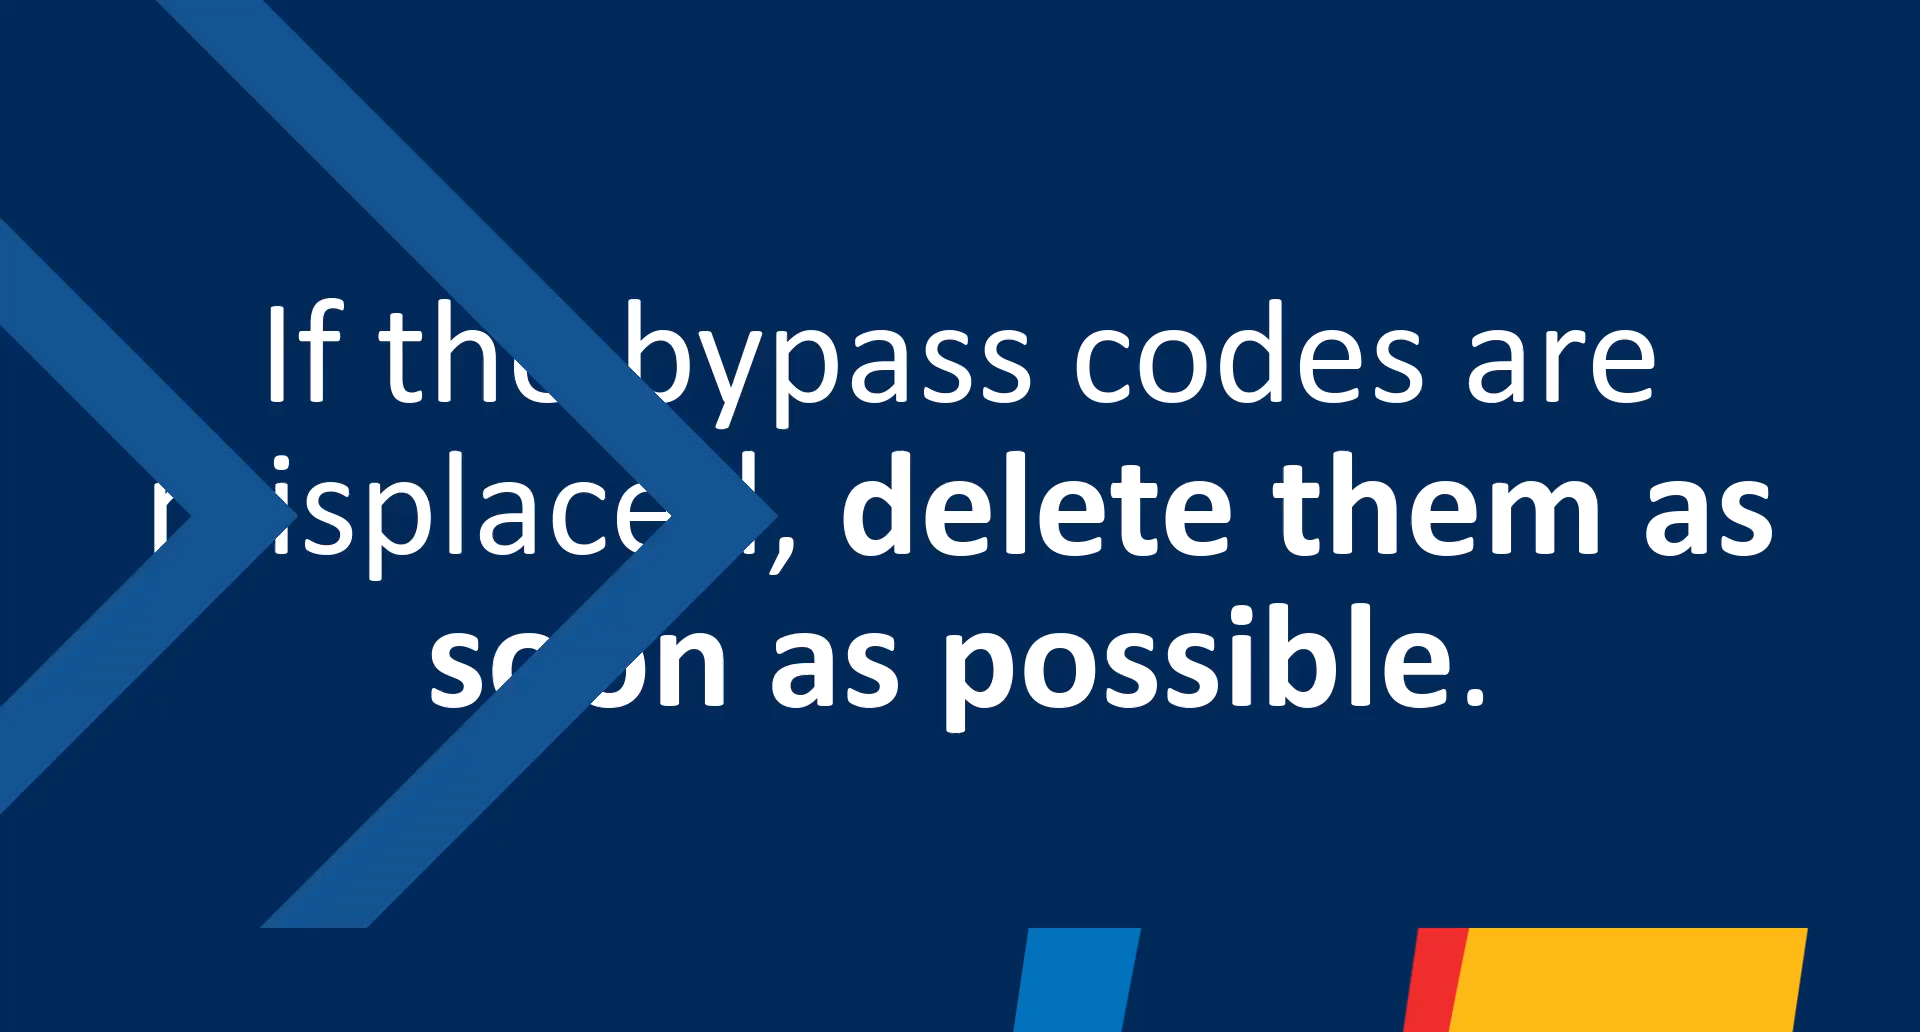 If the bypass codes are
misplaced, delete them as
soon as possible.